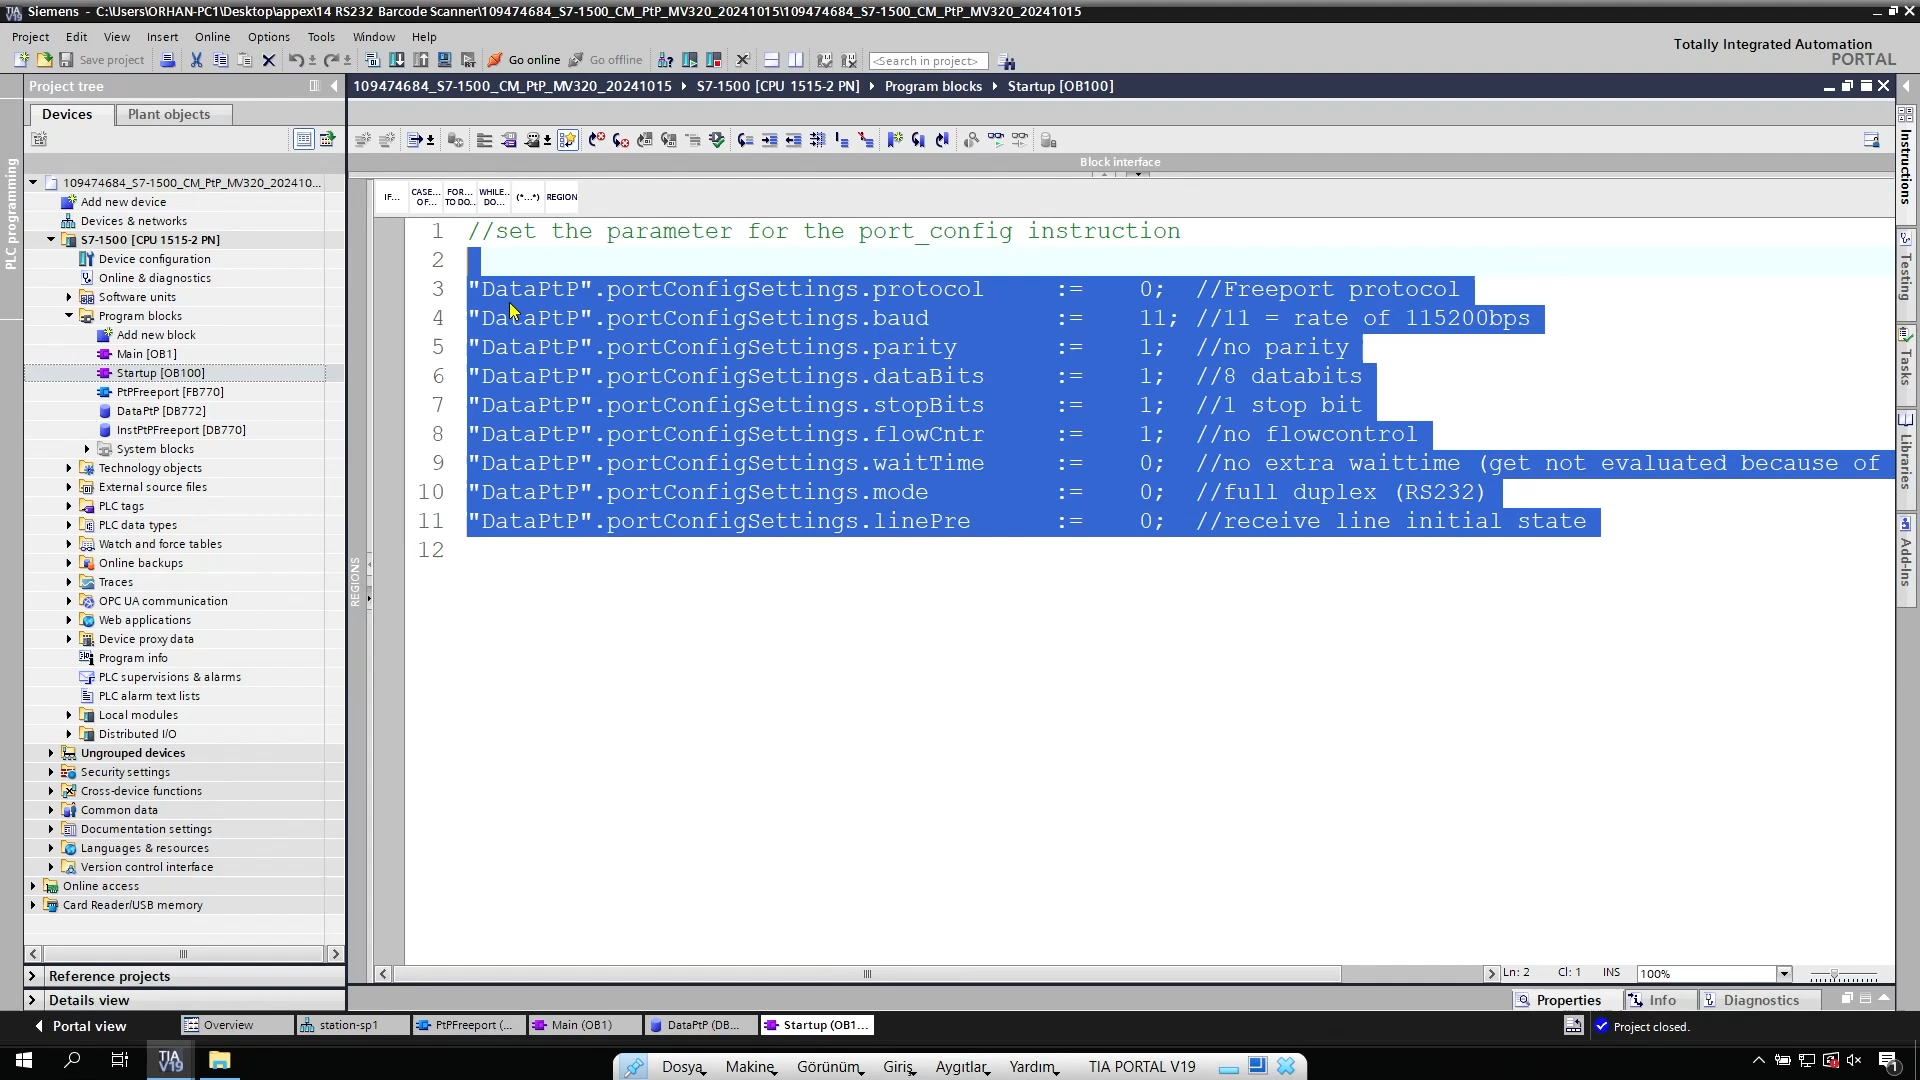 Siemens - C:\Users\ORHAN-PC1\Desktop\appex\14 RS232 Barcode Scanner\109474684_S7-1500_CM_PtP_MV320_20241015\109474684_S7-1500_CM_PtP_MV320_20241015
Project Edit View Insert Online Options Tools Window Help
Totally Integrated Automation
PORTAL
Save project Go online Go offline <Search in project>
Project tree
109474684_S7-1500_CM_PtP_MV320_20241015 S7-1500 [CPU 1515-2 PN] Program blocks Startup [OB100]
Devices Plant objects
Block interface
IF... CASE... OF... FOR... TO DO... WHILE.. DO... (*...*) REGION
PLC programming
109474684_S7-1500_CM_PtP_MV320_202410...
Add new device
Devices & networks
S7-1500 [CPU 1515-2 PN]
Device configuration
Online & diagnostics
Software units
Program blocks
Add new block
Main [OB1]
Startup [OB100]
PtPFreeport [FB770]
DataPtP [DB772]
InstPtPFreeport [DB770]
System blocks
Technology objects
External source files
PLC tags
PLC data types
Watch and force tables
Online backups
Traces
OPC UA communication
Web applications
Device proxy data
Program info
PLC supervisions & alarms
PLC alarm text lists
Local modules
Distributed I/O
Ungrouped devices
Security settings
Cross-device functions
Common data
Documentation settings
Languages & resources
Version control interface
Online access
Card Reader/USB memory
Reference projects
Details view
REGIONS
1 //set the parameter for the port_config instruction
2
3 "DataPtP".portConfigSettings.protocol := 0; //Freeport protocol
4 "DataPtP".portConfigSettings.baud := 11; //11 = rate of 115200bps
5 "DataPtP".portConfigSettings.parity := 1; //no parity
6 "DataPtP".portConfigSettings.dataBits := 1; //8 databits
7 "DataPtP".portConfigSettings.stopBits := 1; //1 stop bit
8 "DataPtP".portConfigSettings.flowCntr := 1; //no flowcontrol
9 "DataPtP".portConfigSettings.waitTime := 0; //no extra waittime (get not evaluated because of
10 "DataPtP".portConfigSettings.mode := 0; //full duplex (RS232)
11 "DataPtP".portConfigSettings.linePre := 0; //receive line initial state
12
Instructions
Testing
Tasks
Libraries
Add-Ins
Ln: 2 Cl: 1 INS 100%
Properties Info Diagnostics
Portal view Overview station-sp1 PtPFreeport (... Main (OB1) DataPtP (DB... Startup (OB1... Project closed.
TIA V19
Dosya Makine Görünüm Giriş Aygıtlar Yardım TIA PORTAL V19
1